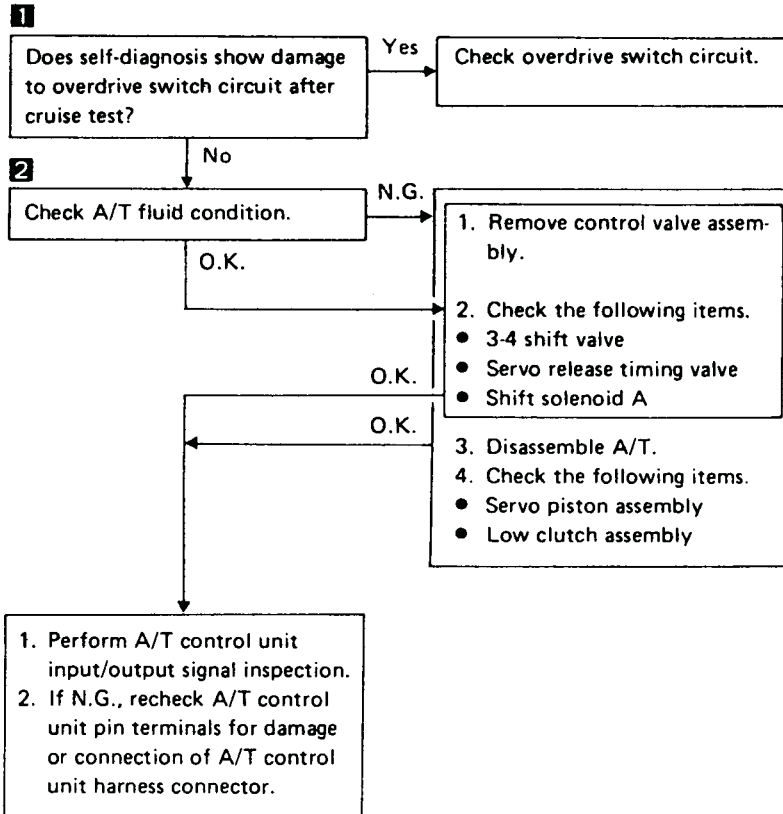 1
Does self-diagnosis show damage
to overdrive switch circuit after
cruise test?
Yes
Check overdrive switch circuit.
No
2
Check A/T fluid condition.
N.G.
O.K.
1. Remove control valve assem-
bly.
2. Check the following items.
● 3-4 shift valve
● Servo release timing valve
● Shift solenoid A
O.K.
O.K.
3. Disassemble A/T.
4. Check the following items.
● Servo piston assembly
● Low clutch assembly
1. Perform A/T control unit
input/output signal inspection.
2. If N.G., recheck A/T control
unit pin terminals for damage
or connection of A/T control
unit harness connector.